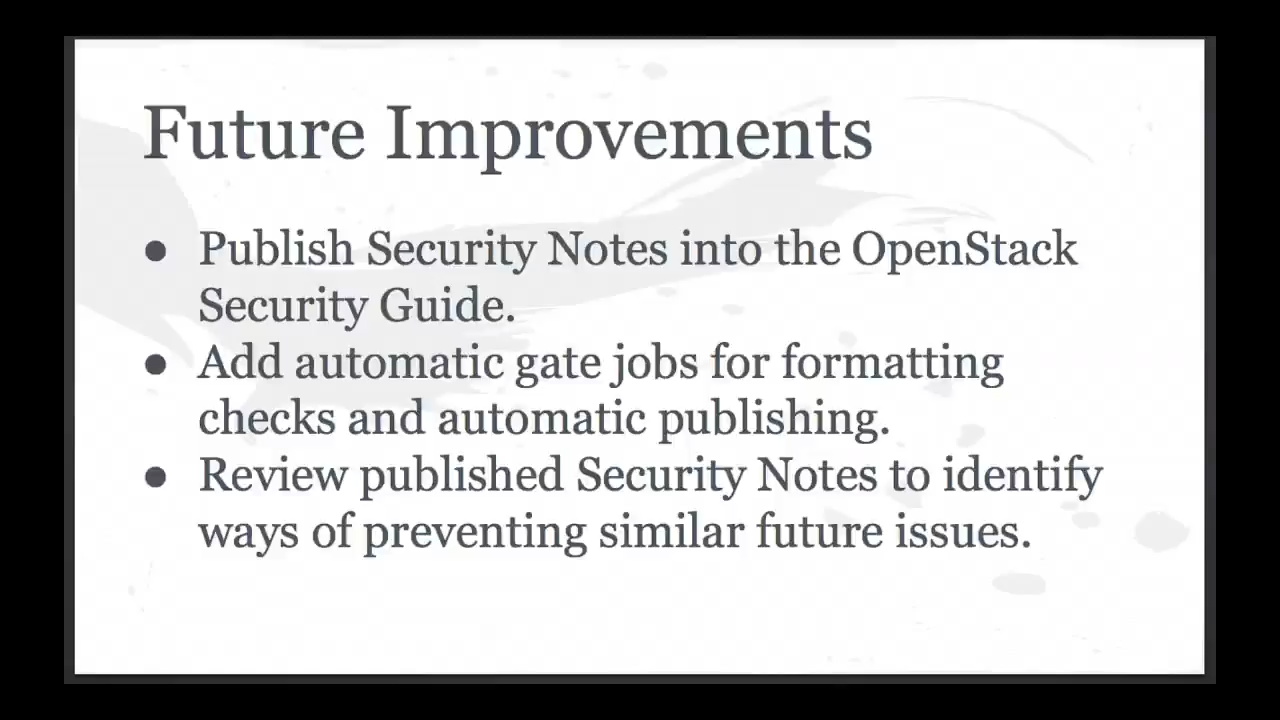 Future Improvements
● Publish Security Notes into the OpenStack
Security Guide.
● Add automatic gate jobs for formatting
checks and automatic publishing.
● Review published Security Notes to identify
ways of preventing similar future issues.